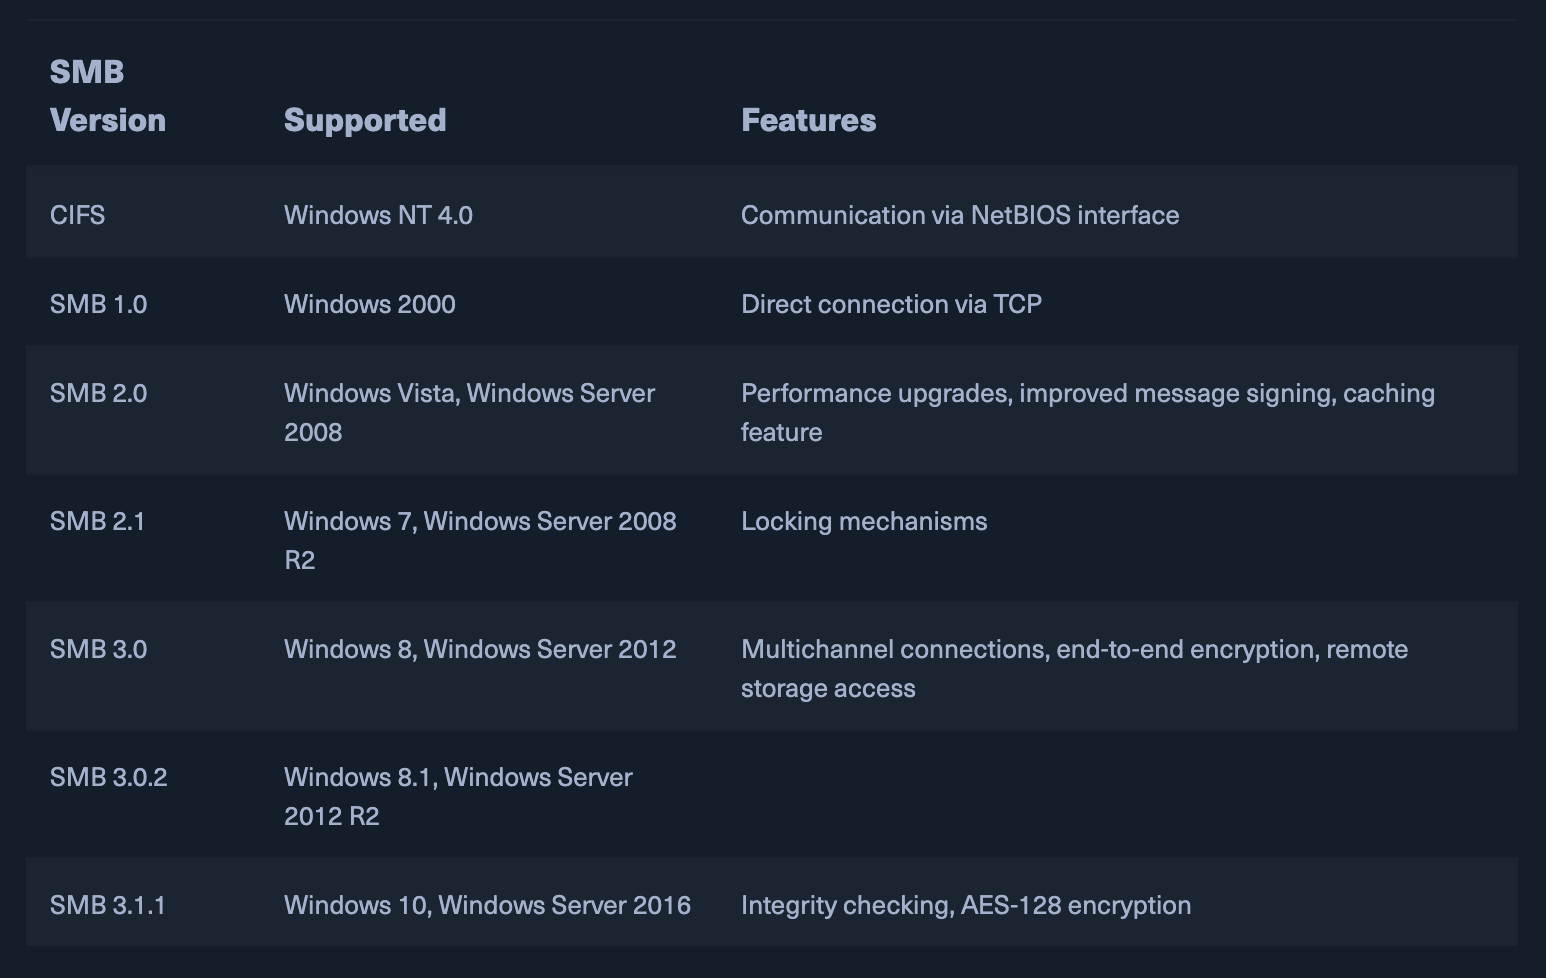 SMB
Version Supported Features
CIFS Windows NT 4.0 Communication via NetBIOS interface
SMB 1.0 Windows 2000 Direct connection via TCP
SMB 2.0 Windows Vista, Windows Server Performance upgrades, improved message signing, caching
2008 feature
SMB 2.1 Windows 7, Windows Server 2008 Locking mechanisms
R2
SMB 3.0 Windows 8, Windows Server 2012 Multichannel connections, end-to-end encryption, remote
storage access
SMB 3.0.2 Windows 8.1, Windows Server
2012 R2
SMB 3.1.1 Windows 10, Windows Server 2016 Integrity checking, AES-128 encryption